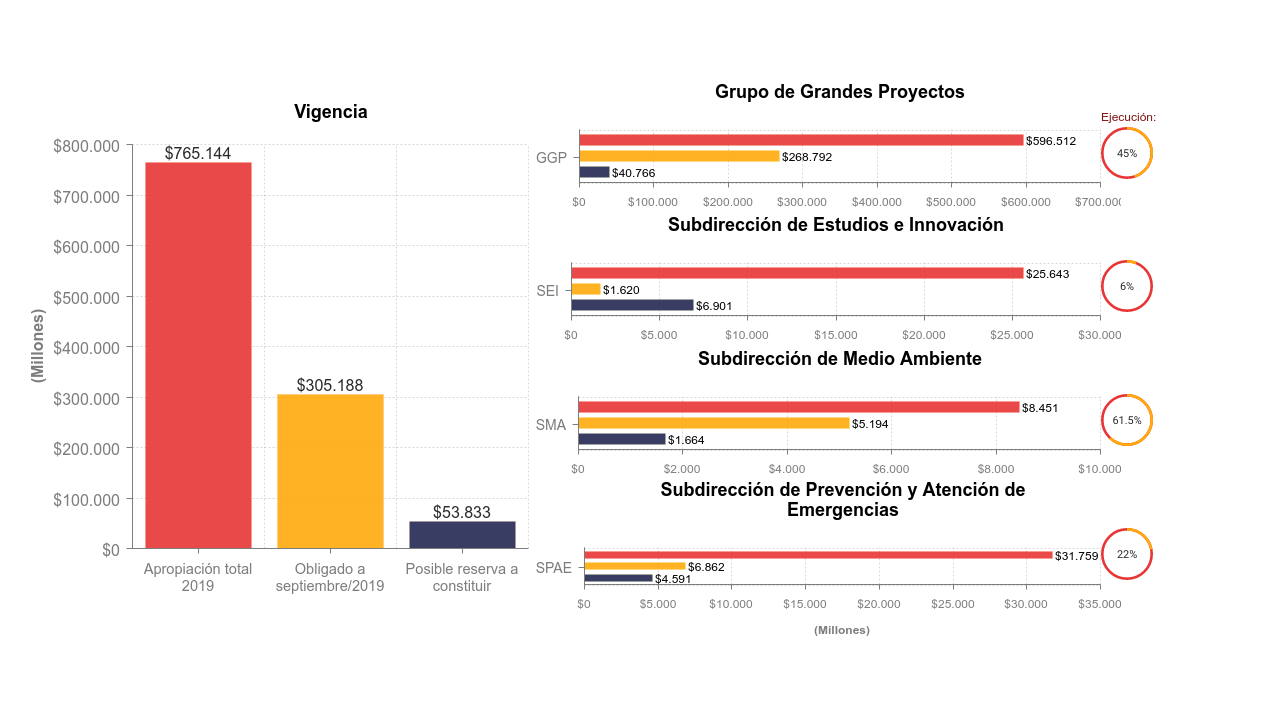 Vigencia
(Millones)
$800.000
$700.000
$600.000
$500.000
$400.000
$300.000
$200.000
$100.000
$0
$765.144
$305.188
$53.833
Apropiación total
2019
Obligado a
septiembre/2019
Posible reserva a
constituir
Grupo de Grandes Proyectos
Ejecución:
GGP
$596.512
$268.792
$40.766
45%
$0 $100.000 $200.000 $300.000 $400.000 $500.000 $600.000 $700.000
Subdirección de Estudios e Innovación
SEI
$25.643
$1.620
$6.901
6%
$0 $5.000 $10.000 $15.000 $20.000 $25.000 $30.000
Subdirección de Medio Ambiente
SMA
$8.451
$5.194
$1.664
61.5%
$0 $2.000 $4.000 $6.000 $8.000 $10.000
Subdirección de Prevención y Atención de
Emergencias
SPAE
$31.759
$6.862
$4.591
22%
$0 $5.000 $10.000 $15.000 $20.000 $25.000 $30.000 $35.000
(Millones)